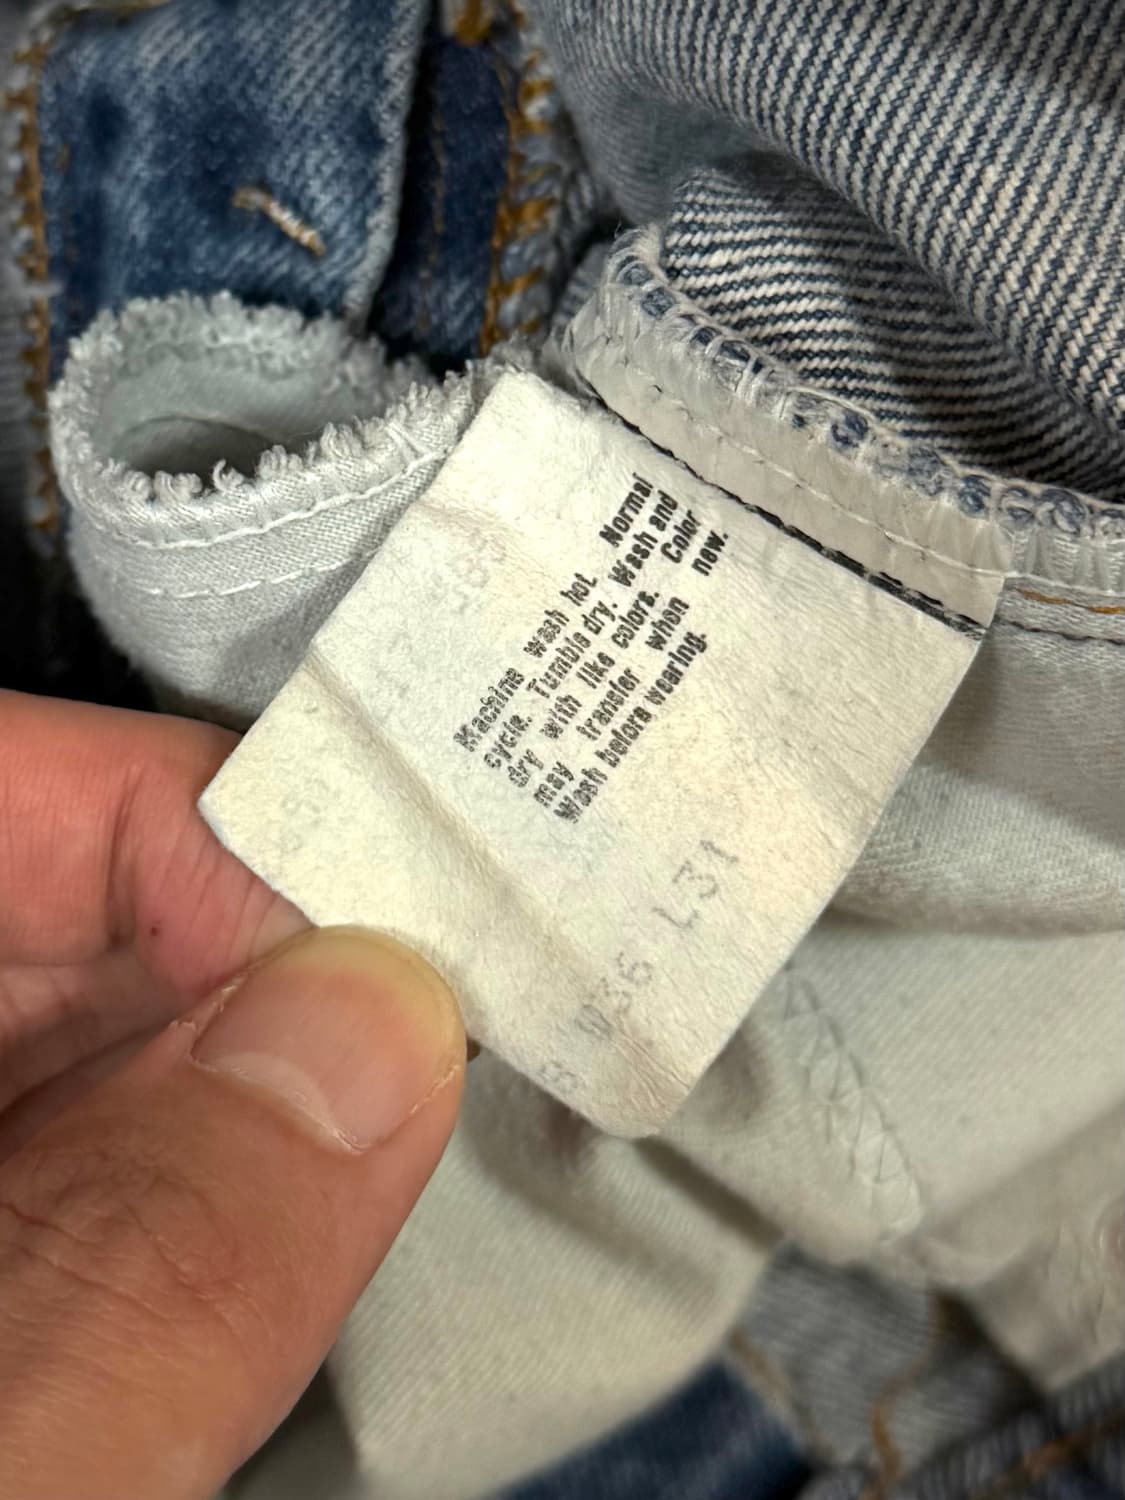 Machine wash hot. Normal
cycle. Tumble dry. Wash and
dry with like colors. Color
may transfer when new.
Wash before wearing.
W36 L31